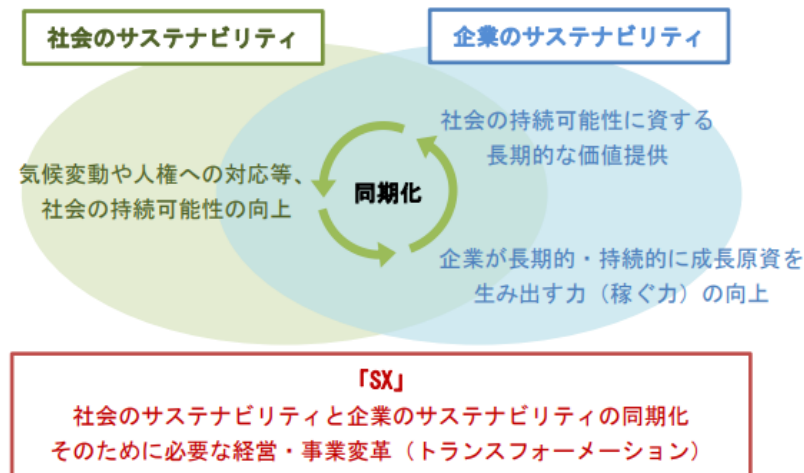 社会のサステナビリティ
企業のサステナビリティ
気候変動や人権への対応等、
社会の持続可能性の向上
同期化
社会の持続可能性に資する
長期的な価値提供
企業が長期的・持続的に成長原資を
生み出す力（稼ぐ力）の向上
「SX」
社会のサステナビリティと企業のサステナビリティの同期化
そのために必要な経営・事業変革（トランスフォーメーション）